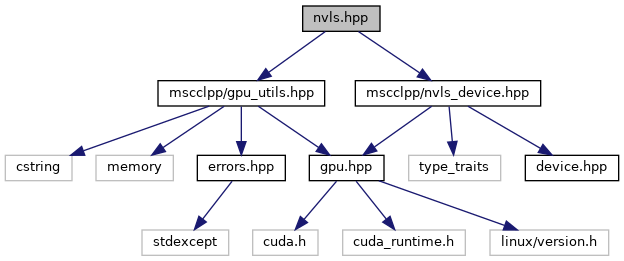 nvls.hpp
mscclpp/gpu_utils.hpp
mscclpp/nvls_device.hpp
cstring
memory
errors.hpp
gpu.hpp
type_traits
device.hpp
stdexcept
cuda.h
cuda_runtime.h
linux/version.h